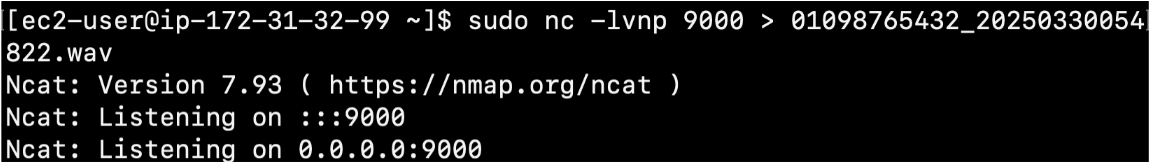 [ec2-user@ip-172-31-32-99 ~]$ sudo nc -lvnp 9000 > 01098765432_20250330054
822.wav
Ncat: Version 7.93 ( https://nmap.org/ncat )
Ncat: Listening on :::9000
Ncat: Listening on 0.0.0.0:9000